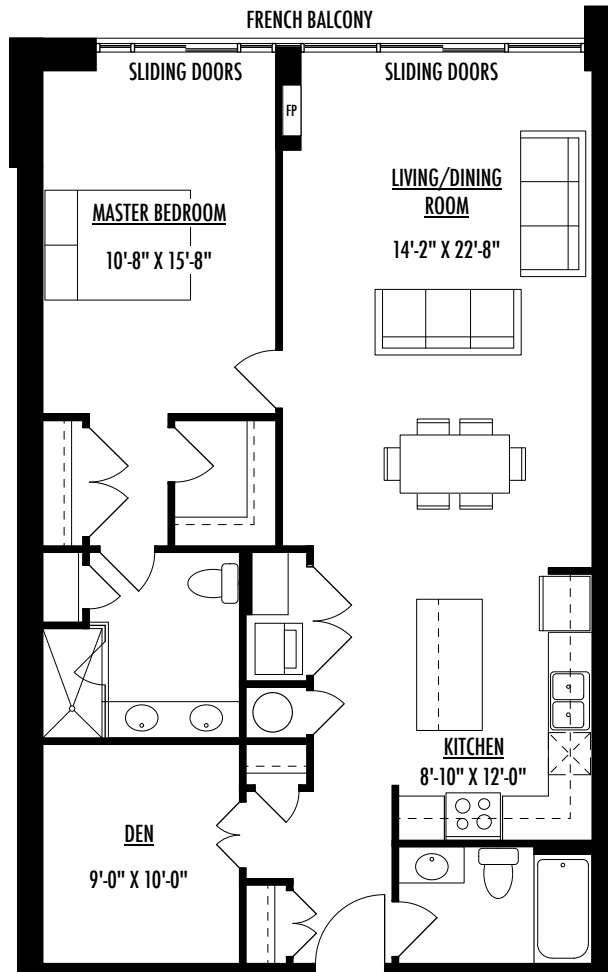 FRENCH BALCONY
SLIDING DOORS
SLIDING DOORS
FP
MASTER BEDROOM
10'-8" X 15'-8"
LIVING/DINING
ROOM
14'-2" X 22'-8"
KITCHEN
8'-10" X 12'-0"
DEN
9'-0" X 10'-0"